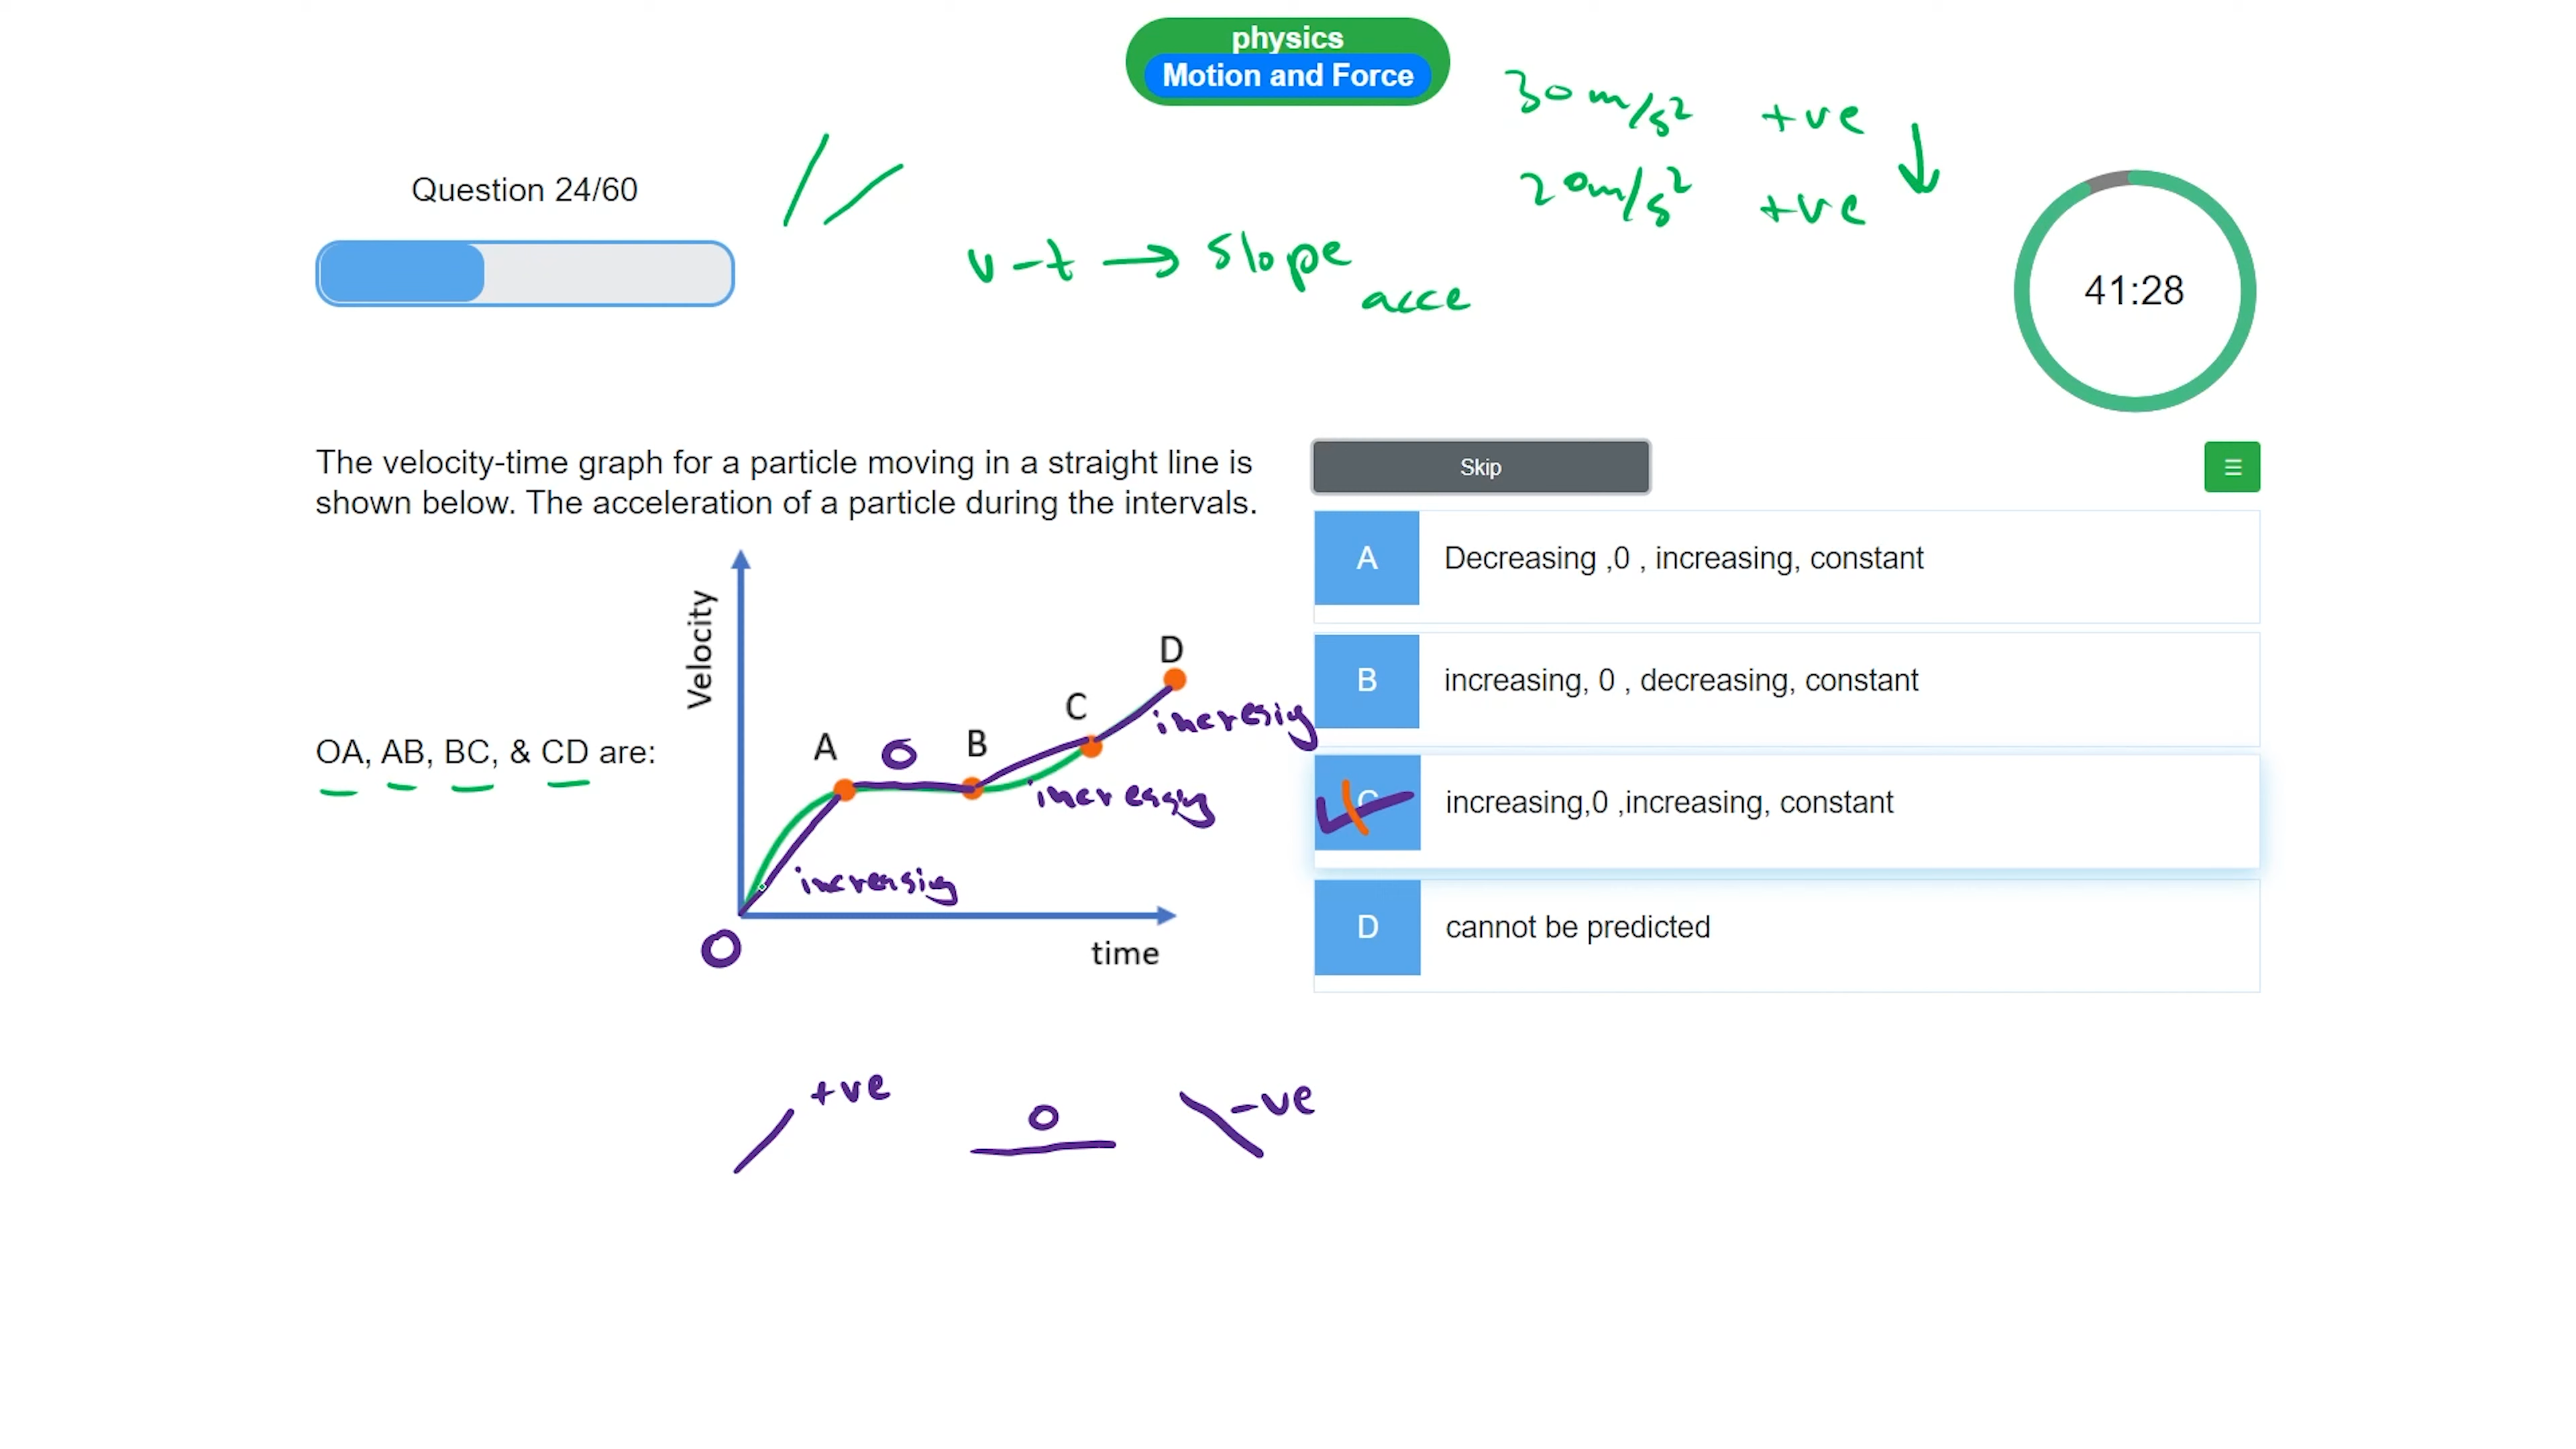 physics
Motion and Force
30 m/s² +ve
20 m/s² +ve
Question 24/60
v-t → slope
acce
41:28
The velocity-time graph for a particle moving in a straight line is
shown below. The acceleration of a particle during the intervals.
OA, AB, BC, & CD are:
Velocity
A
0
B
C
D
incresig
increasig
increasig
O
time
Skip
☰
A Decreasing ,0 , increasing, constant
B increasing, 0 , decreasing, constant
C increasing,0 ,increasing, constant
D cannot be predicted
+ve
0
-ve